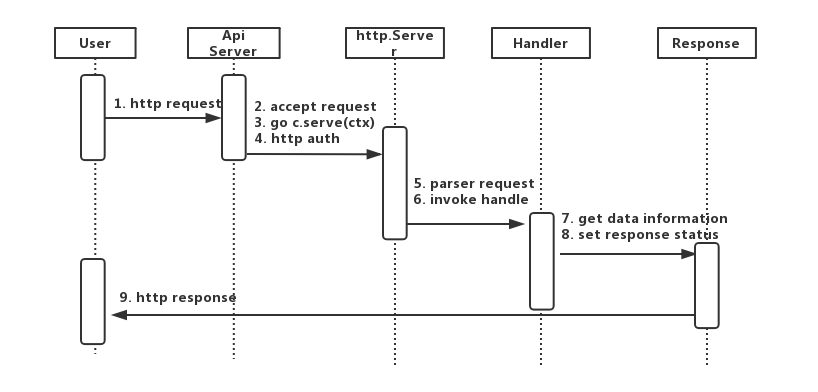 User
Api
Server
http.Serve
r
Handler
Response
1. http request
2. accept request
3. go c.serve(ctx)
4. http auth
5. parser request
6. invoke handle
7. get data information
8. set response status
9. http response